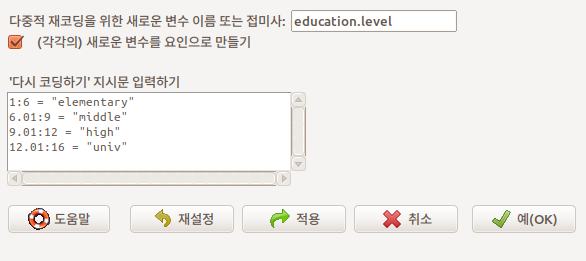 다중적 재코딩을 위한 새로운 변수 이름 또는 접미사: education.level
(각각의) 새로운 변수를 요인으로 만들기
'다시 코딩하기' 지시문 입력하기
1:6 = "elementary"
6.01:9 = "middle"
9.01:12 = "high"
12.01:16 = "univ"
도움말 재설정 적용 취소 예(OK)